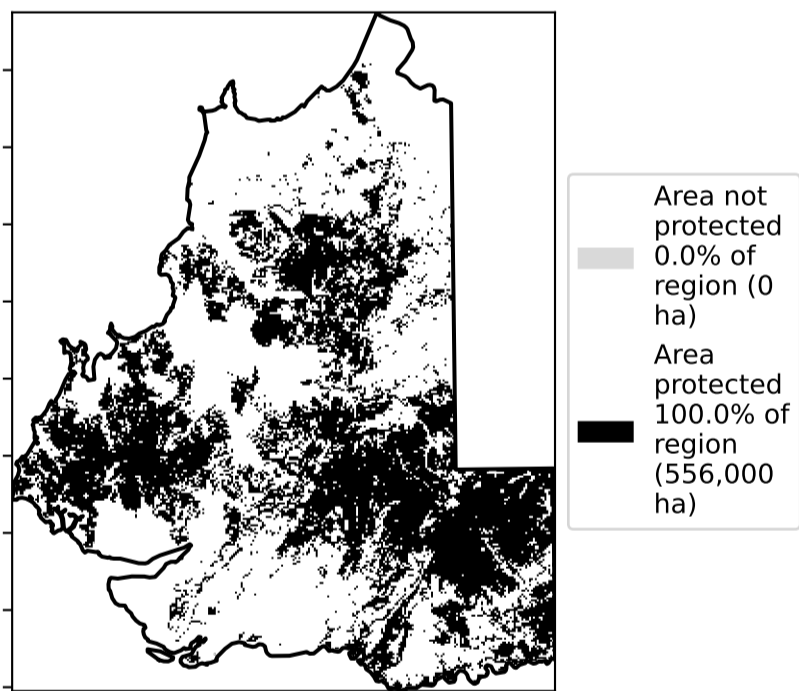 Area not
protected
0.0% of
region (0
ha)
Area
protected
100.0% of
region
(556,000
ha)